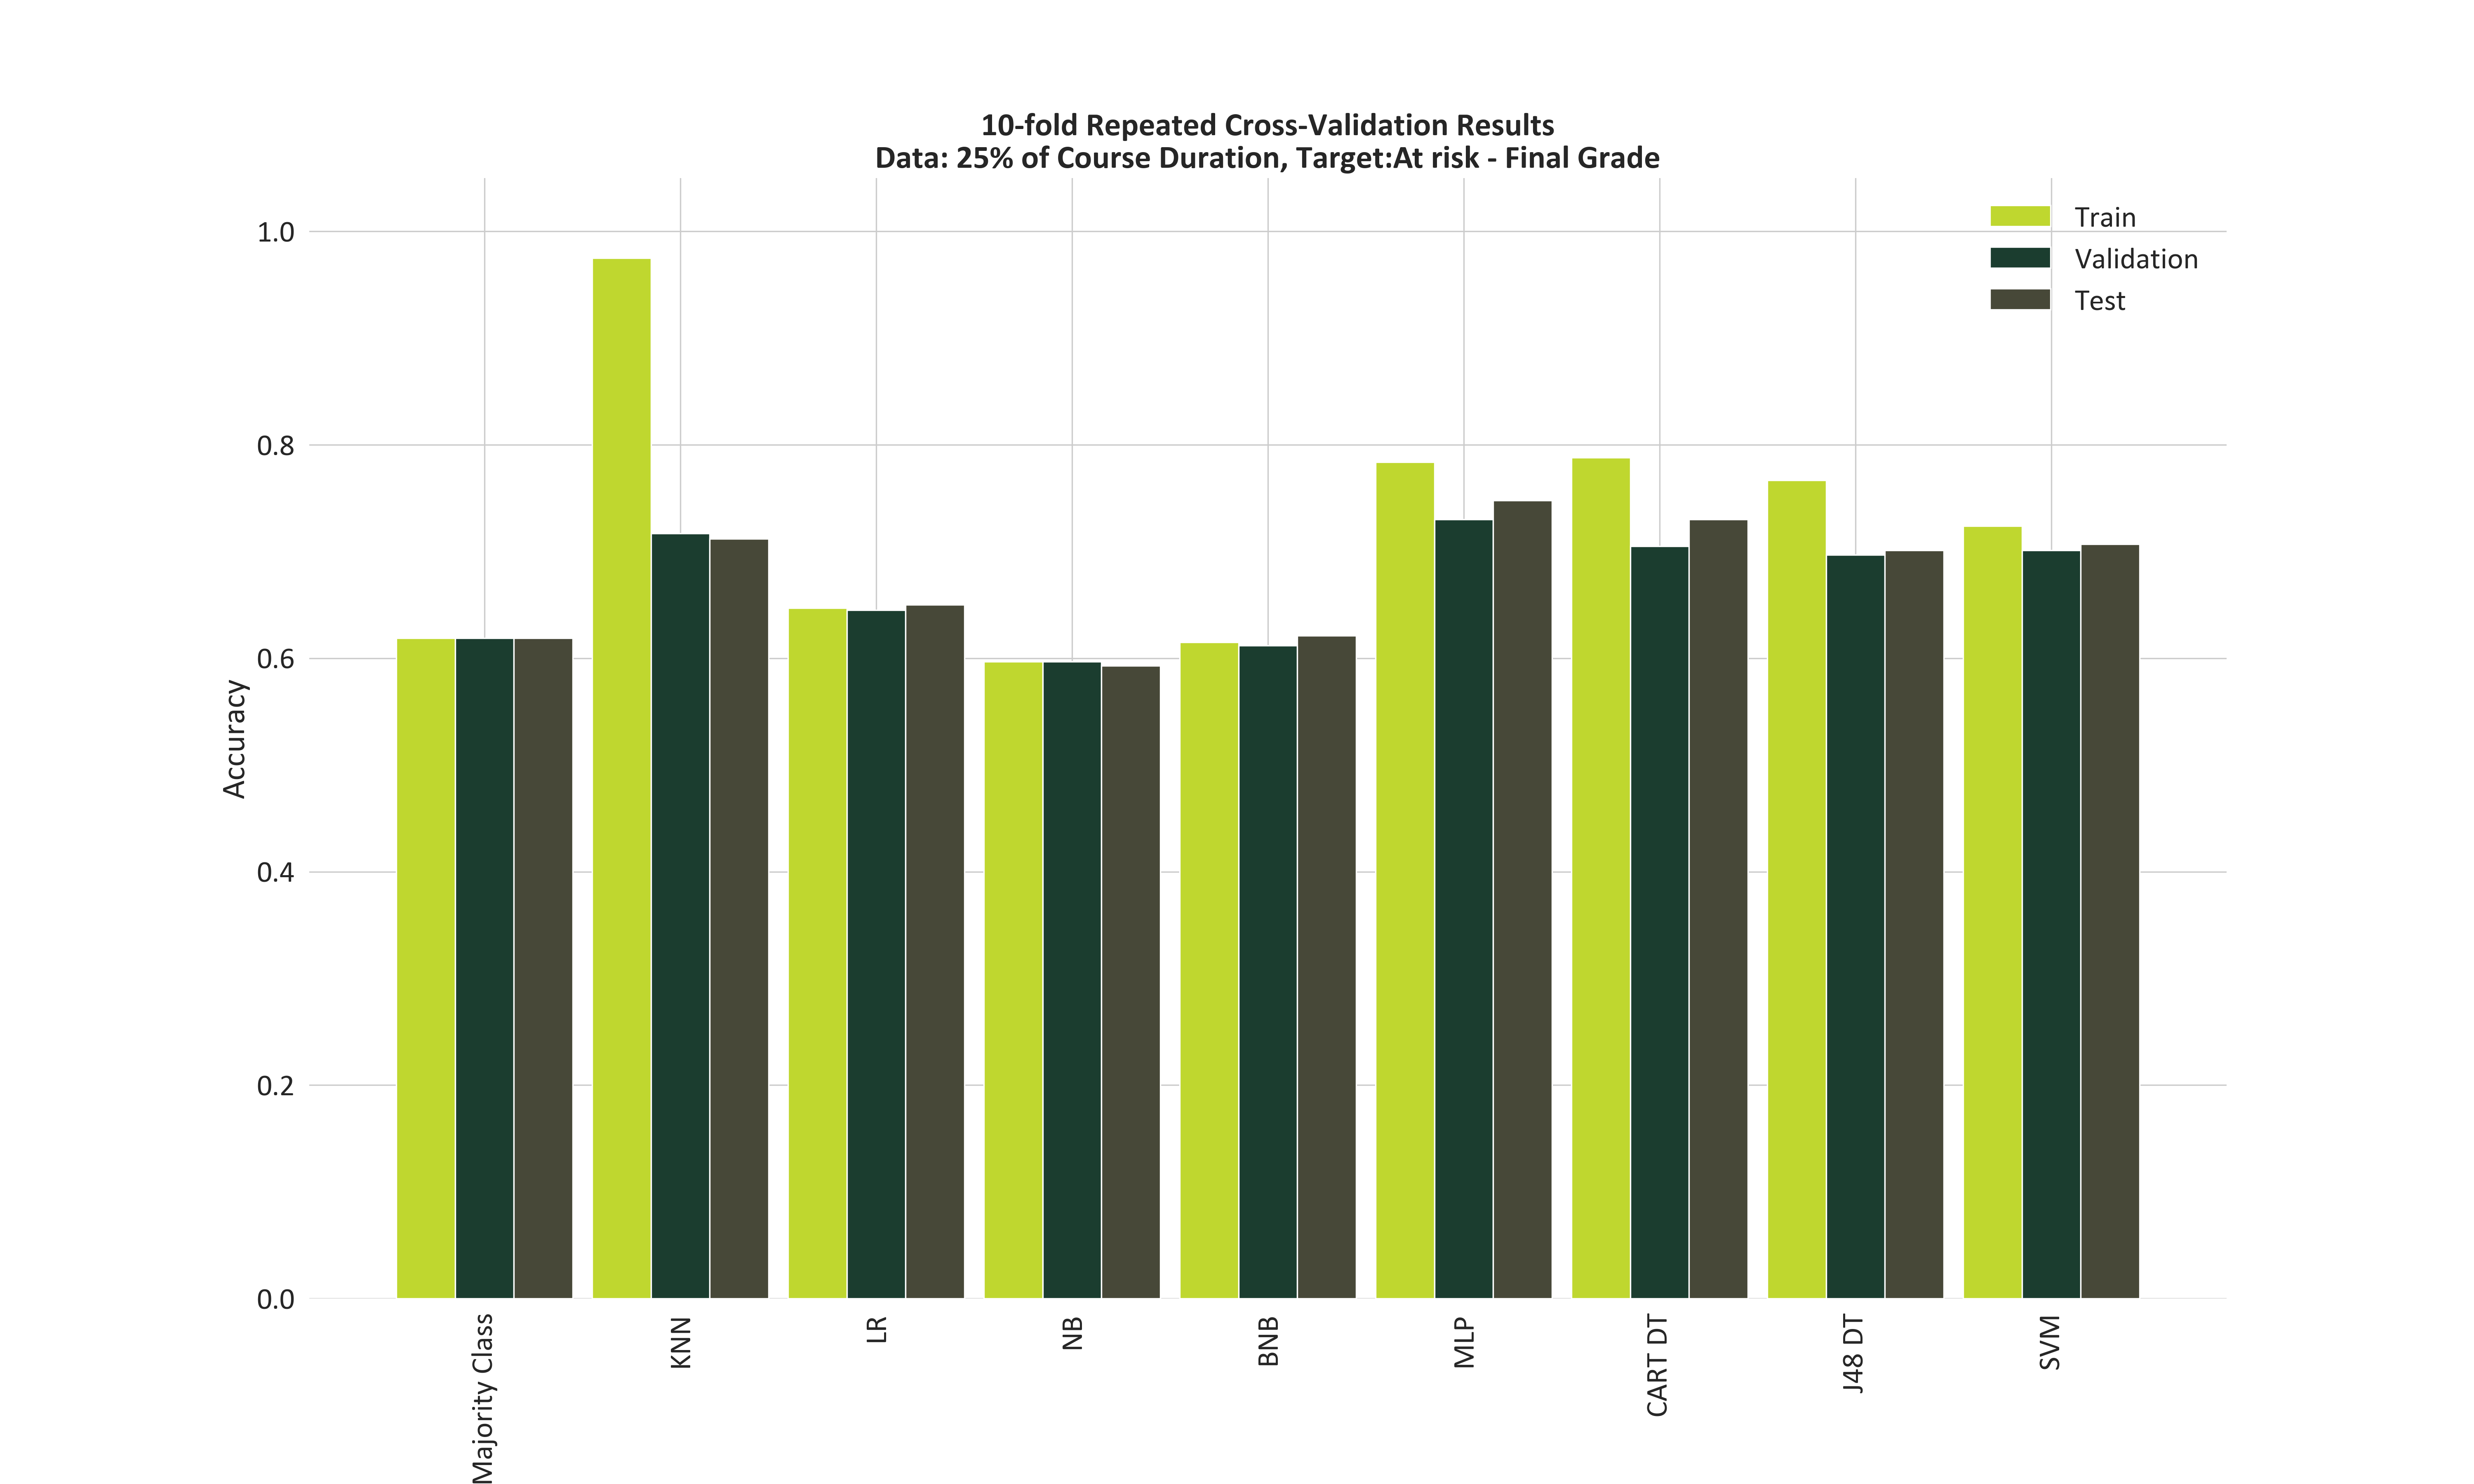 10-fold Repeated Cross-Validation Results
Data: 25% of Course Duration, Target:At risk - Final Grade
Train
Validation
Test
Accuracy
1.0
0.8
0.6
0.4
0.2
0.0
Majority Class
KNN
LR
NB
BNB
MLP
CART DT
J48 DT
SVM